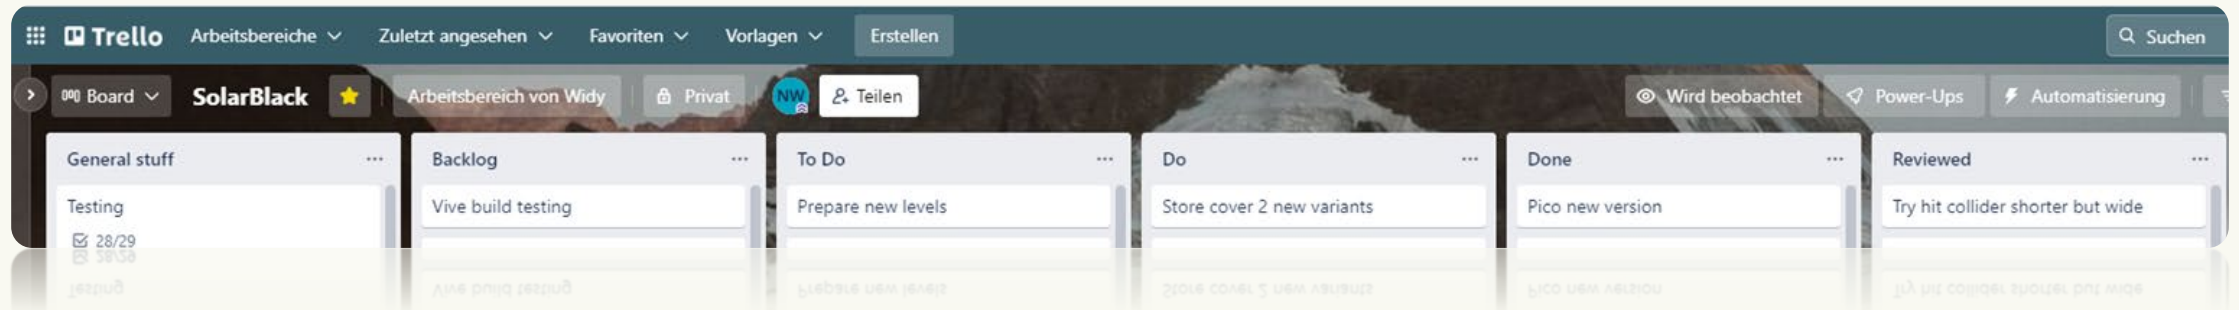 Trello Arbeitsbereiche Zuletzt angesehen Favoriten Vorlagen Erstellen Suchen
Board SolarBlack Arbeitsbereich von Widy Privat NW Teilen Wird beobachtet Power-Ups Automatisierung
General stuff Backlog To Do Do Done Reviewed
Testing Vive build testing Prepare new levels Store cover 2 new variants Pico new version Try hit collider shorter but wide
28/29